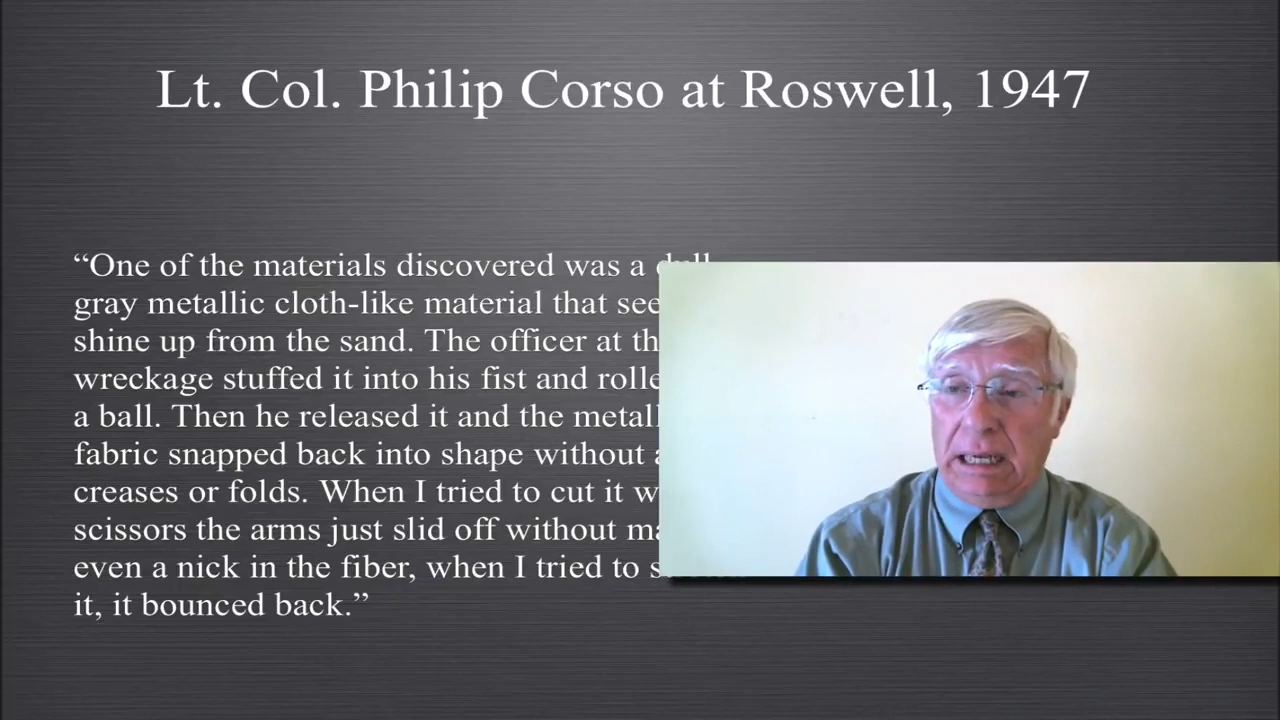 Lt. Col. Philip Corso at Roswell, 1947
“One of the materials discovered was a
gray metallic cloth-like material that
shine up from the sand. The officer at
wreckage stuffed it into his fist and
a ball. Then he released it and the
fabric snapped back into shape without
creases or folds. When I tried to cut it
scissors the arms just slid off without
even a nick in the fiber, when I tried to
it, it bounced back.”